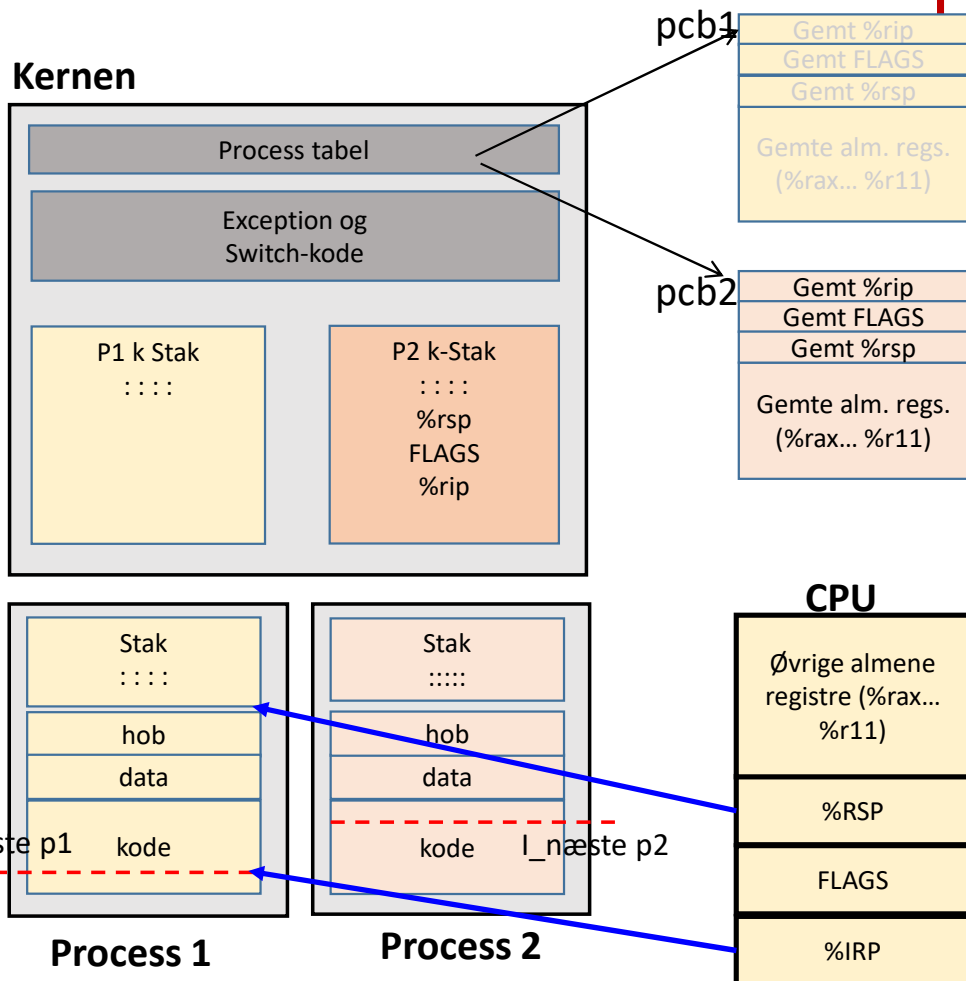 pcb1
Gemt %rip
Gemt FLAGS
Gemt %rsp
Gemte alm. regs.
(%rax... %r11)
Kernen
Process tabel
Exception og
Switch-kode
pcb2
Gemt %rip
Gemt FLAGS
Gemt %rsp
Gemte alm. regs.
(%rax... %r11)
P1 k Stak
: : : :
P2 k-Stak
: : : :
%rsp
FLAGS
%rip
CPU
Øvrige almene
registre (%rax...
%r11)
%RSP
FLAGS
%IRP
Stak
: : : :
hob
data
kode
p1
Stak
:::::
hob
data
kode
I_næste p2
Process 1
Process 2